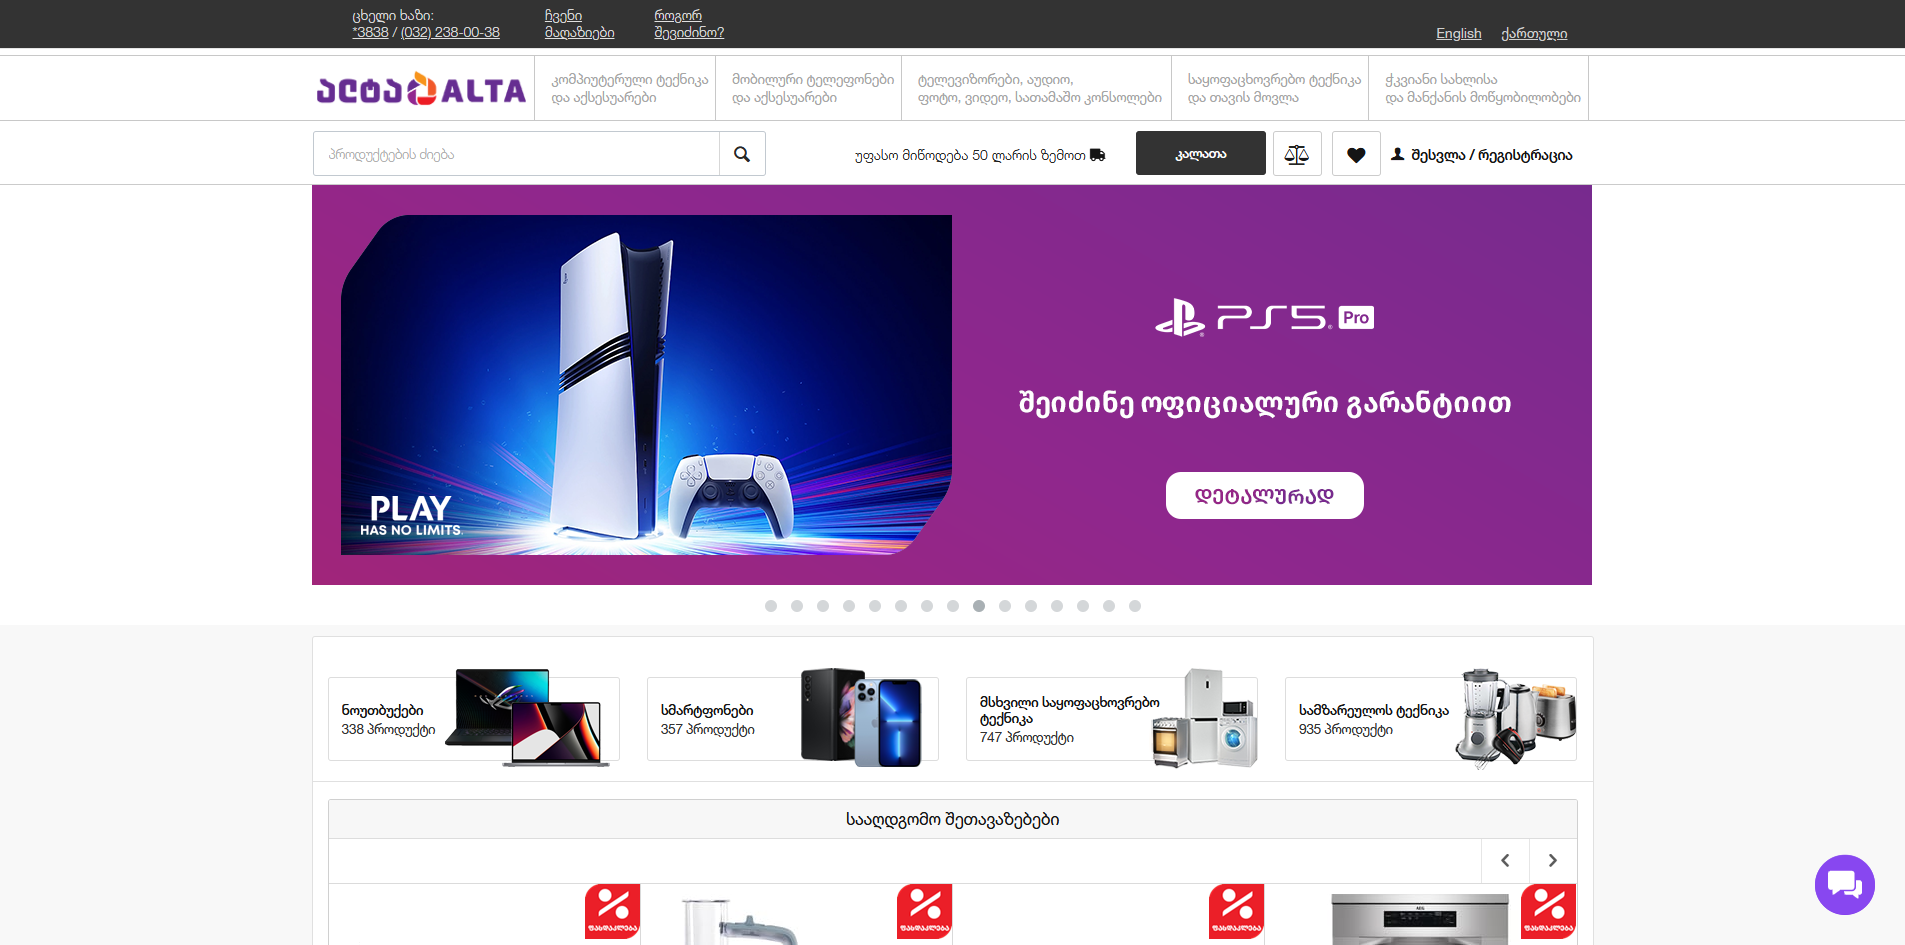 ცხელი ხაზი:
*3838 / (032) 238-00-38
ჩვენი
მაღაზიები
როგორ
შევიძინო?
English
ქართული
ალტა ALTA
კომპიუტერული ტექნიკა
და აქსესუარები
მობილური ტელეფონები
და აქსესუარები
ტელევიზორები, აუდიო,
ფოტო, ვიდეო, სათამაშო კონსოლები
საყოფაცხოვრებო ტექნიკა
და თავის მოვლა
ჭკვიანი სახლისა
და მანქანის მოწყობილობები
პროდუქტების ძიება
უფასო მიწოდება 50 ლარის ზემოთ
კალათა
შესვლა / რეგისტრაცია
PS5 Pro
შეიძინე ოფიციალური გარანტიით
დეტალურად
PLAY
HAS NO LIMITS.
ნოუთბუქები
338 პროდუქტი
სმარტფონები
357 პროდუქტი
მსხვილი საყოფაცხოვრებო
ტექნიკა
747 პროდუქტი
სამზარეულოს ტექნიკა
935 პროდუქტი
სააღდგომო შეთავაზებები
ფასდაკლება
ფასდაკლება
ფასდაკლება
ფასდაკლება
AEG